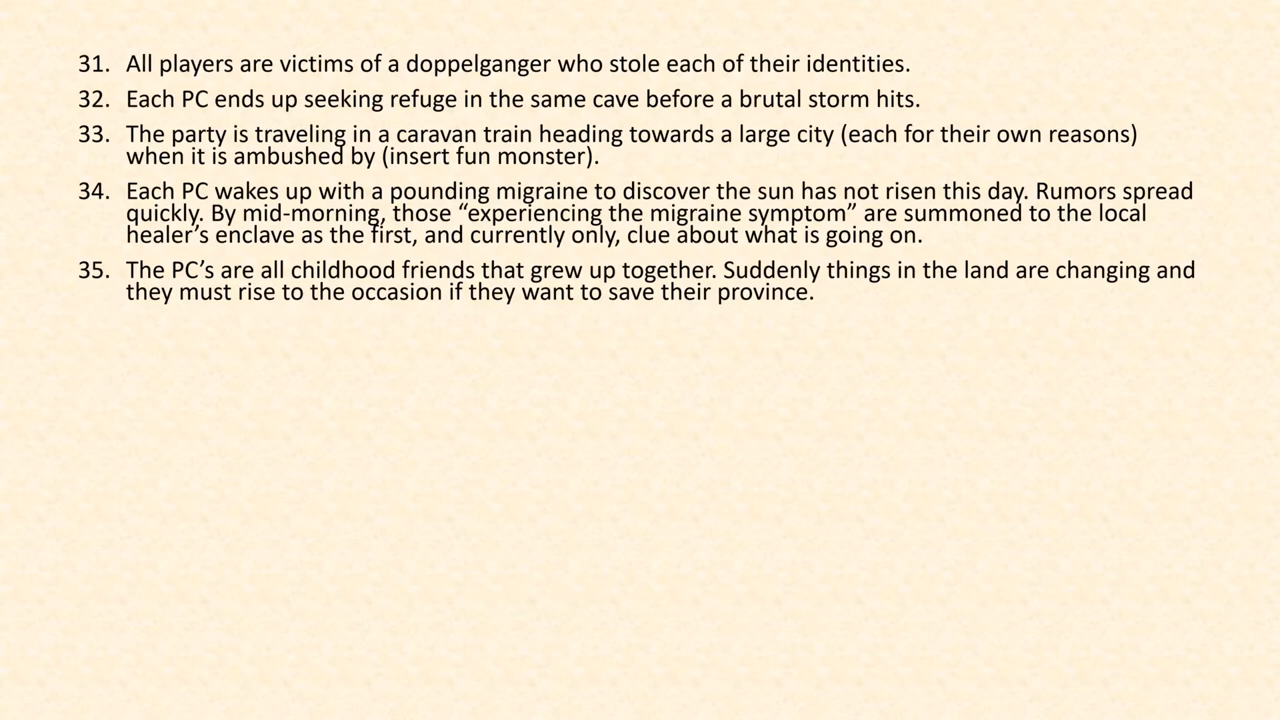 31. All players are victims of a doppelganger who stole each of their identities.
32. Each PC ends up seeking refuge in the same cave before a brutal storm hits.
33. The party is traveling in a caravan train heading towards a large city (each for their own reasons)
when it is ambushed by (insert fun monster).
34. Each PC wakes up with a pounding migraine to discover the sun has not risen this day. Rumors spread
quickly. By mid-morning, those “experiencing the migraine symptom” are summoned to the local
healer’s enclave as the first, and currently only, clue about what is going on.
35. The PC’s are all childhood friends that grew up together. Suddenly things in the land are changing and
they must rise to the occasion if they want to save their province.